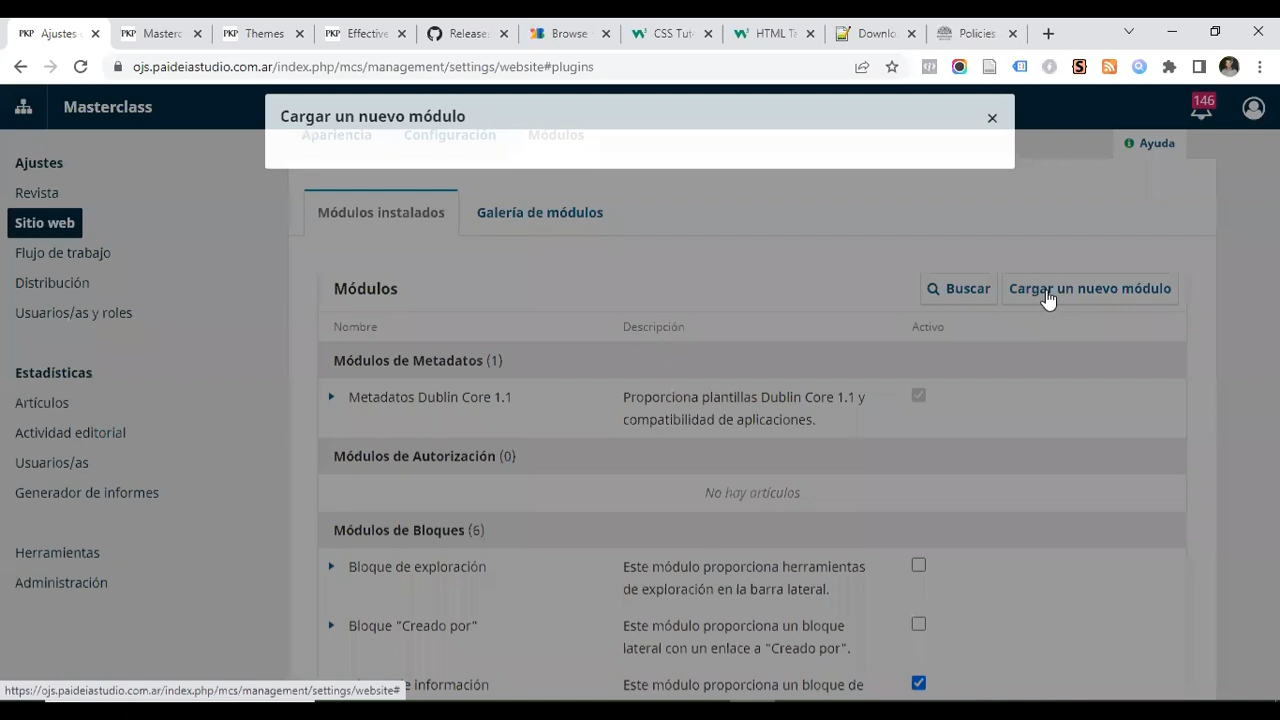 Ajustes
Masterc
Themes
Effective
Release
Browse
CSS Tut
HTML Te
Downlo
Policies
ojs.paideiastudio.com.ar/index.php/mcs/management/settings/website#plugins
Masterclass
146
Cargar un nuevo módulo
Apariencia
Configuración
Módulos
Ayuda
Ajustes
Revista
Sitio web
Flujo de trabajo
Distribución
Usuarios/as y roles
Estadísticas
Artículos
Actividad editorial
Usuarios/as
Generador de informes
Herramientas
Administración
Módulos instalados
Galería de módulos
Módulos
Buscar
Cargar un nuevo módulo
Nombre
Descripción
Activo
Módulos de Metadatos (1)
Metadatos Dublin Core 1.1
Proporciona plantillas Dublin Core 1.1 y
compatibilidad de aplicaciones.
Módulos de Autorización (0)
No hay artículos
Módulos de Bloques (6)
Bloque de exploración
Este módulo proporciona herramientas
de exploración en la barra lateral.
Bloque "Creado por"
Este módulo proporciona un bloque
lateral con un enlace a "Creado por".
e información
Este módulo proporciona un bloque de
https://ojs.paideiastudio.com.ar/index.php/mcs/management/settings/website#